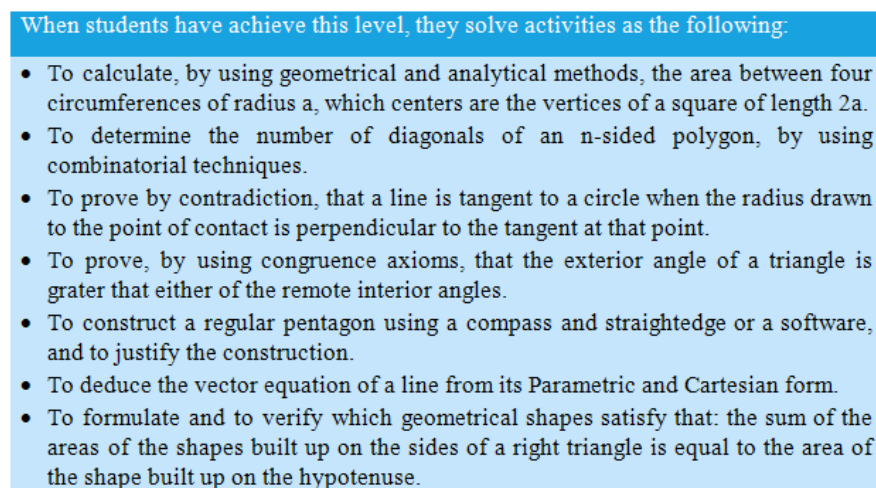 When students have achieve this level, they solve activities as the following:
• To calculate, by using geometrical and analytical methods, the area between four
circumferences of radius a, which centers are the vertices of a square of length 2a.
• To determine the number of diagonals of an n-sided polygon, by using
combinatorial techniques.
• To prove by contradiction, that a line is tangent to a circle when the radius drawn
to the point of contact is perpendicular to the tangent at that point.
• To prove, by using congruence axioms, that the exterior angle of a triangle is
grater that either of the remote interior angles.
• To construct a regular pentagon using a compass and straightedge or a software,
and to justify the construction.
• To deduce the vector equation of a line from its Parametric and Cartesian form.
• To formulate and to verify which geometrical shapes satisfy that: the sum of the
areas of the shapes built up on the sides of a right triangle is equal to the area of
the shape built up on the hypotenuse.